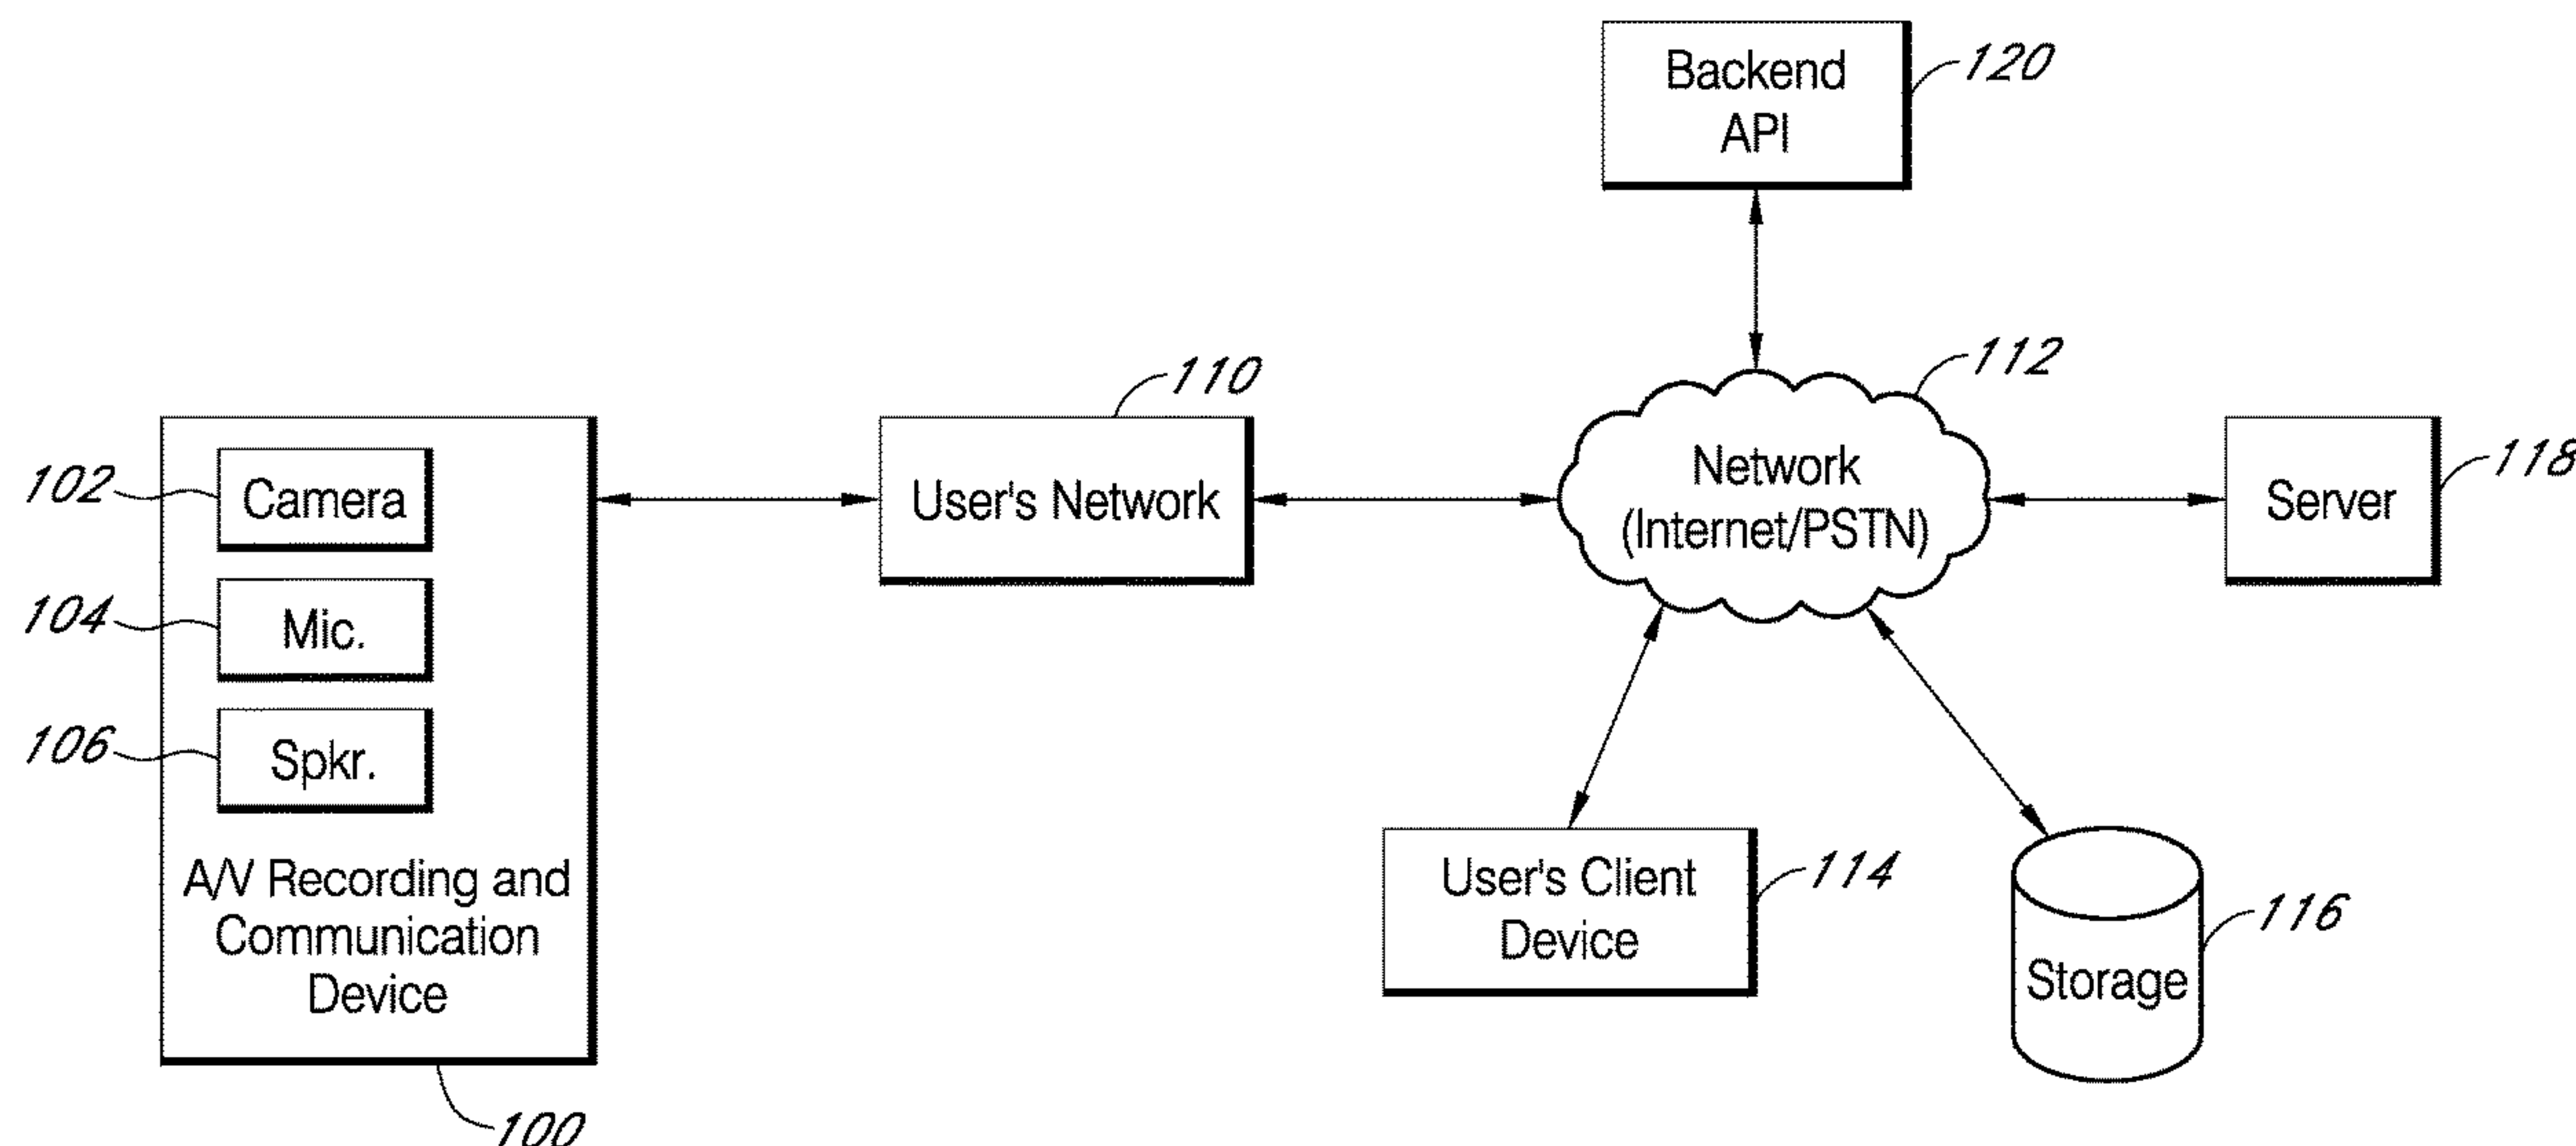 Backend
API
120
112
110
Network
(Internet/PSTN)
118
Server
User's Network
102
Camera
104
Mic.
106
Spkr.
A/V Recording and
Communication
Device
100
User's Client
Device
114
116
Storage